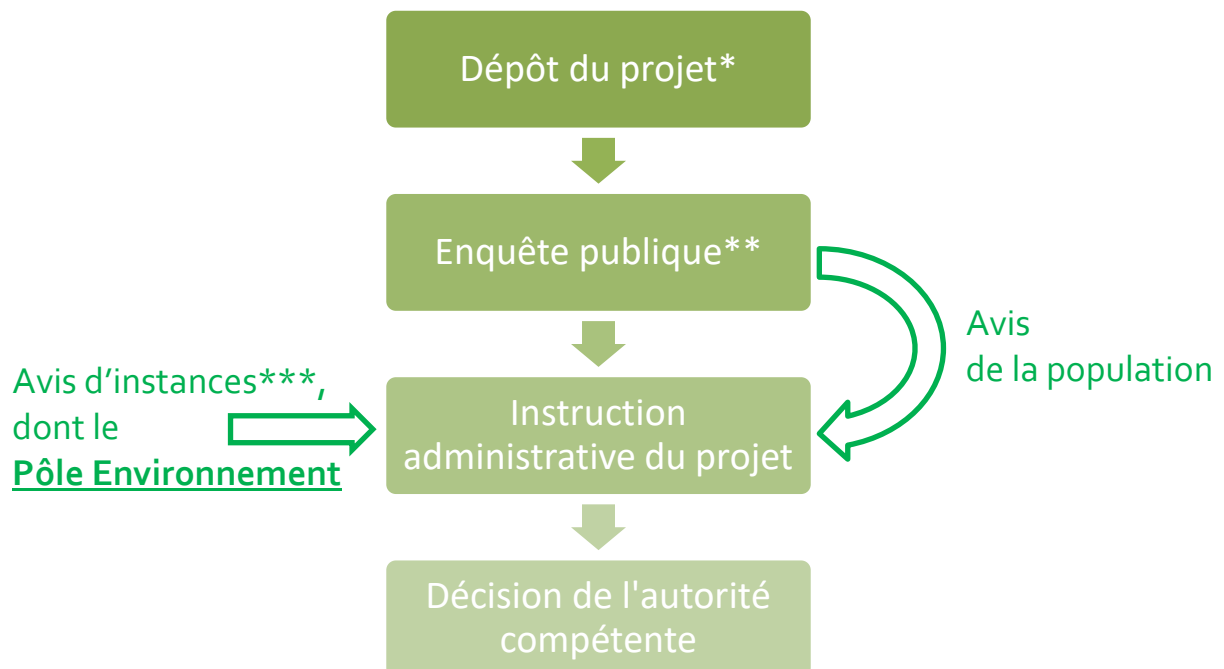 Dépôt du projet*
Enquête publique**
Avis
de la population
Avis d'instances***,
dont le
Pôle Environnement
Instruction
administrative du projet
Décision de l'autorité
compétente